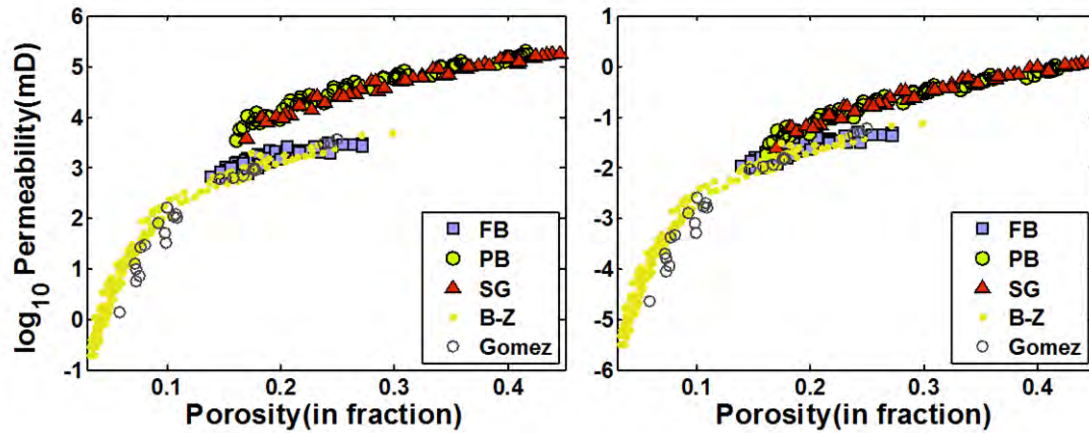 log10 Permeability(mD)
6
5
4
3
2
1
0
-1
0.1
0.2
0.3
0.4
Porosity(in fraction)
FB
PB
SG
B-Z
Gomez
1
0
-1
-2
-3
-4
-5
-6
0.1
0.2
0.3
0.4
Porosity(in fraction)
FB
PB
SG
B-Z
Gomez